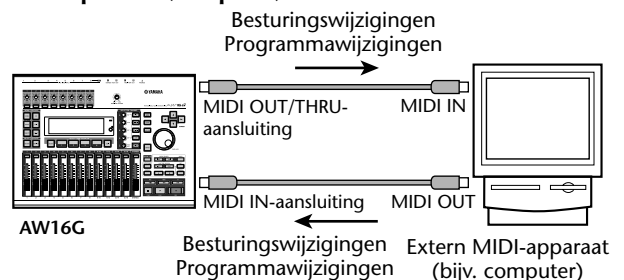 Besturingswijzigingen
Programmawijzigingen
YAMAHA
MIDI OUT/THRU-
aansluiting
MIDI IN
MIDI IN-aansluiting
MIDI OUT
AW16G
Besturingswijzigingen
Programmawijzigingen
Extern MIDI-apparaat
(bijv. computer)